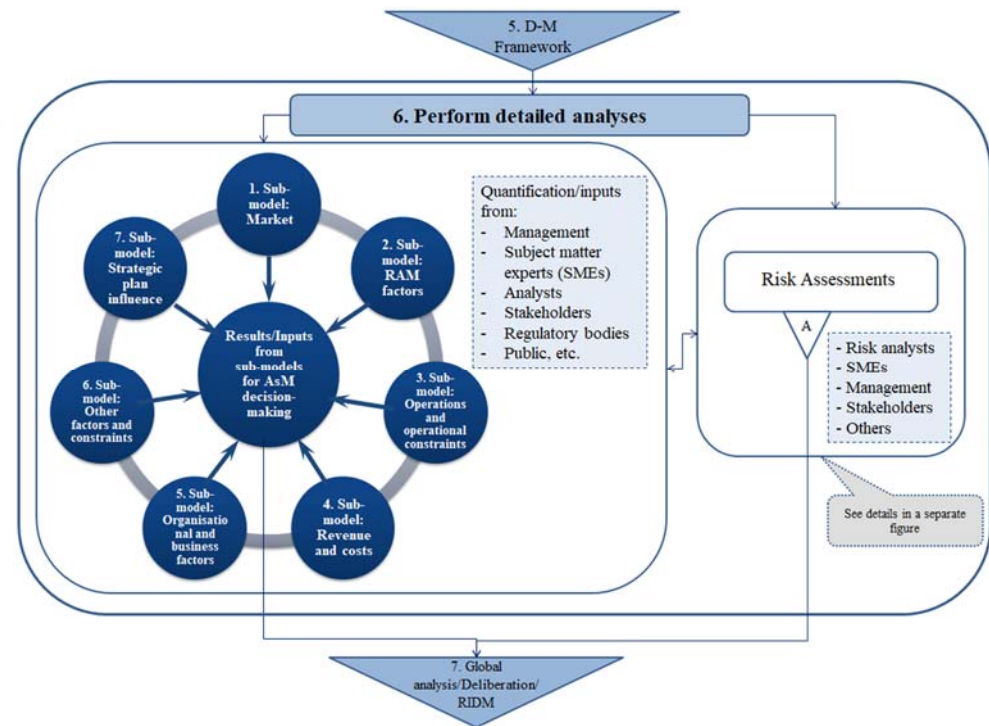 5. D-M
Framework
6. Perform detailed analyses
1. Sub-
model:
Market
2. Sub-
model:
RAM
factors
3. Sub-
model:
Operations
and
operational
constraints
4. Sub-
model:
Revenue
and costs
5. Sub-
model:
Organisatio
nal and
business
factors
6. Sub-
model:
Other
factors and
constraints
7. Sub-
model:
Strategic
plan
influence
Results/Inputs
from
sub-models
for AsM
decision-
making
Quantification/inputs
from:
- Management
- Subject matter
experts (SMEs)
- Analysts
- Stakeholders
- Regulatory bodies
- Public, etc.
Risk Assessments
A
- Risk analysts
- SMEs
- Management
- Stakeholders
- Others
See details in a separate
figure
7. Global
analysis/Deliberation/
RIDM